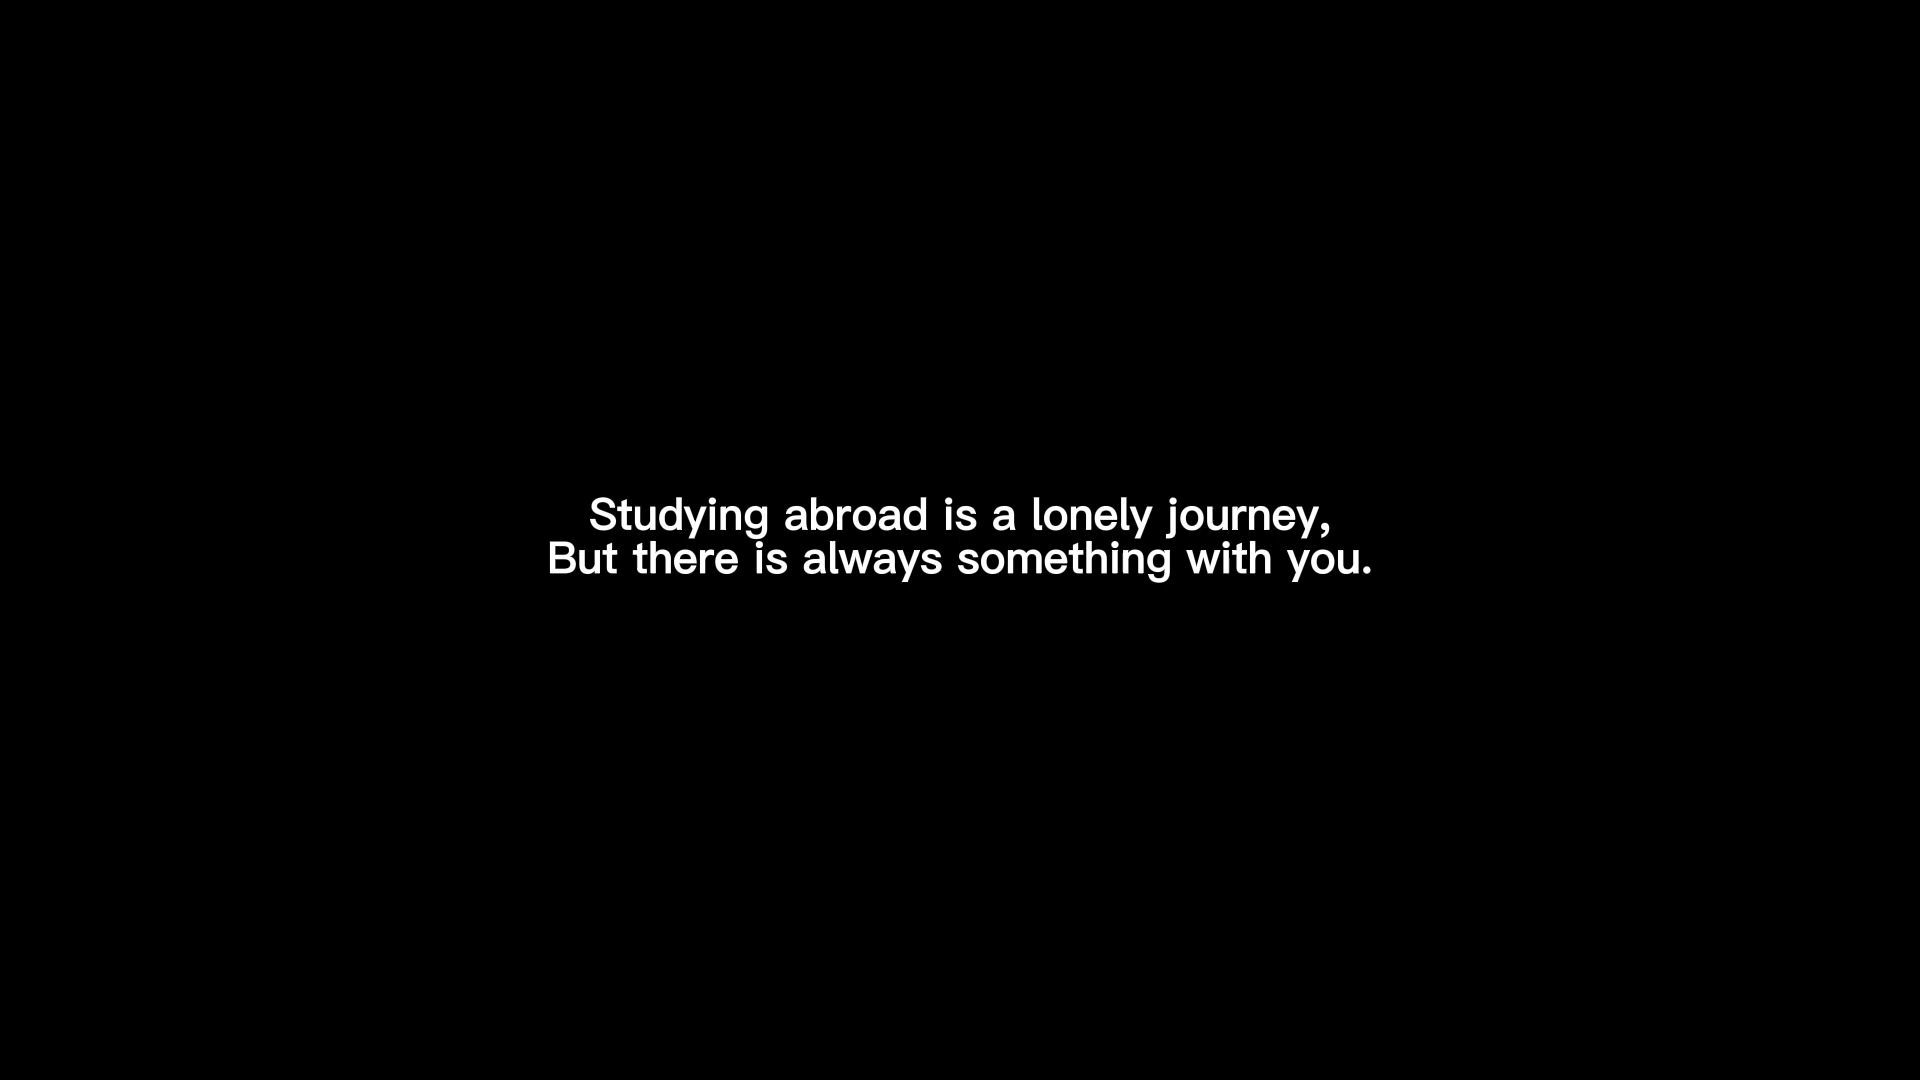 Studying abroad is a lonely journey,
But there is always something with you.